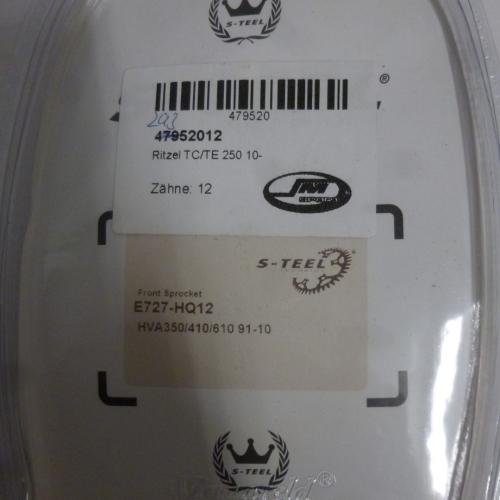 S-TEEL
®
479520
293
47952012
Ritzel TC/TE 250 10-
Zähne: 12
JM
S-TEEL
®
Front Sprocket
E727-HQ12
HVA350/410/610 91-10
S-TEEL
®